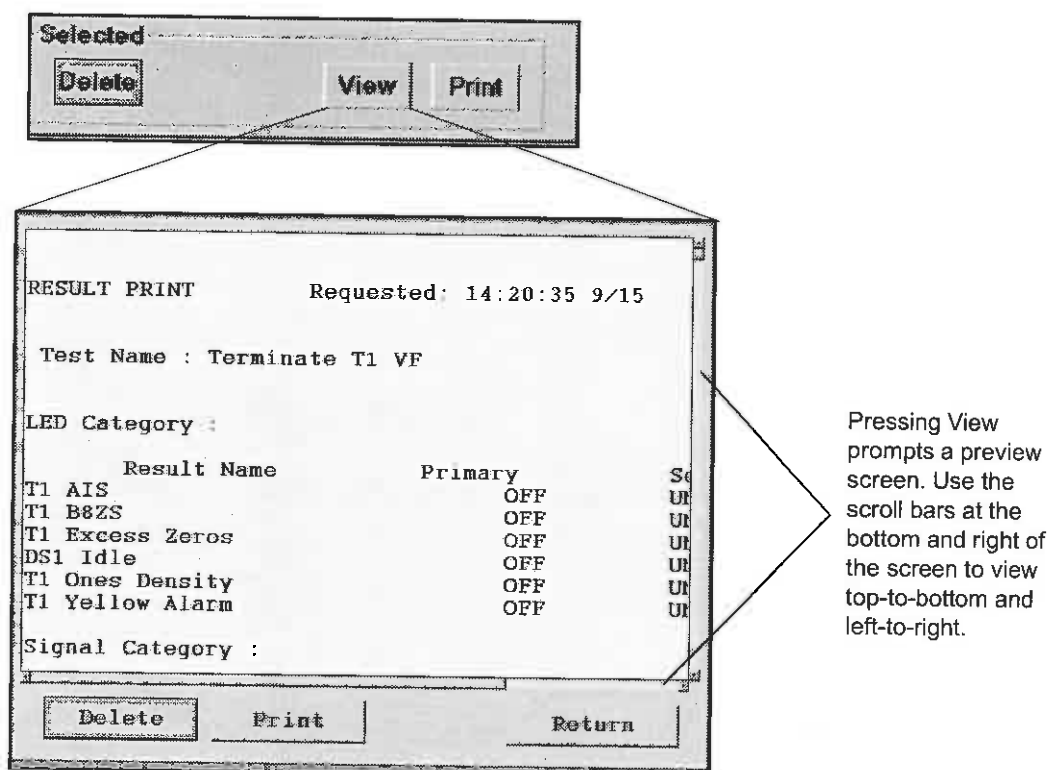 Selected
Delete View Print
RESULT PRINT Requested: 14:20:35 9/15
Test Name : Terminate T1 VF
LED Category :
Result Name Primary
T1 AIS OFF
T1 B8ZS OFF
T1 Excess Zeros OFF
DS1 Idle OFF
T1 Ones Density OFF
T1 Yellow Alarm OFF
Signal Category :
Delete Print Return
Pressing View
prompts a preview
screen. Use the
scroll bars at the
bottom and right of
the screen to view
top-to-bottom and
left-to-right.